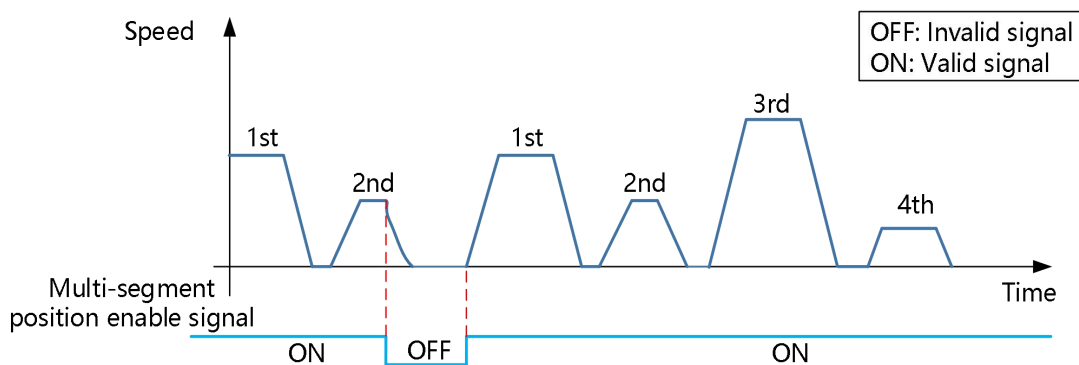 Speed
OFF: Invalid signal
ON: Valid signal
1st
2nd
1st
2nd
3rd
4th
Time
Multi-segment
position enable signal
ON
OFF
ON